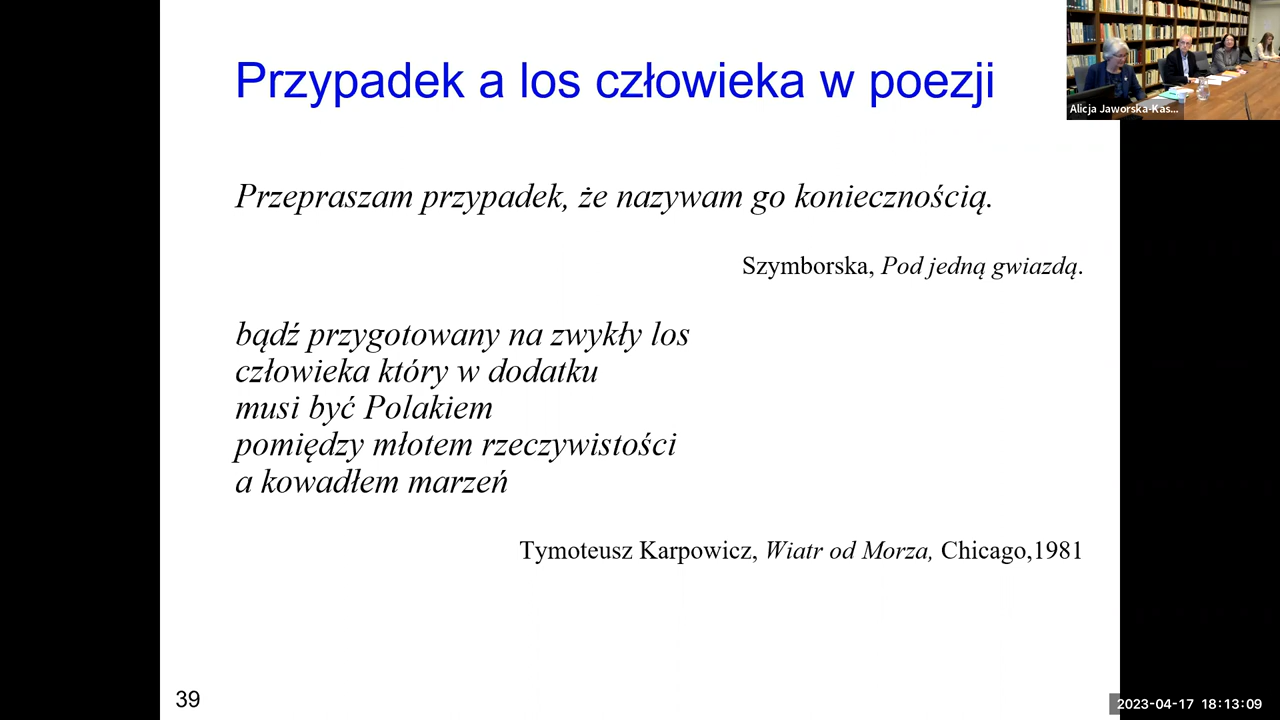 Przypadek a los człowieka w poezji
Alicja Jaworska-Kas...
Przepraszam przypadek, że nazywam go koniecznością.
Szymborska, Pod jedną gwiazdą.
bądź przygotowany na zwykły los
człowieka który w dodatku
musi być Polakiem
pomiędzy młotem rzeczywistości
a kowadłem marzeń
Tymoteusz Karpowicz, Wiatr od Morza, Chicago,1981
39
2023-04-17 18:13:09